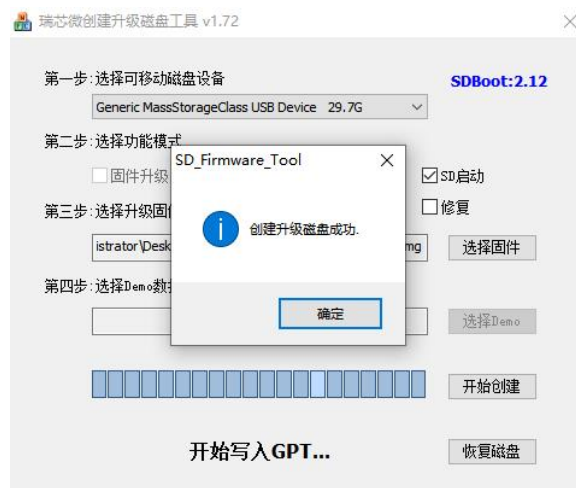 瑞芯微创建升级磁盘工具 v1.72
第一步:选择可移动磁盘设备
SDBoot:2.12
Generic MassStorageClass USB Device 29.7G
第二步:选择功能模式
SD_Firmware_Tool
固件升级
SD启动
修复
创建升级磁盘成功.
第三步:选择升级固
istrator\Desk
mg
选择固件
第四步:选择Demo数
确定
选择Demo
开始创建
开始写入GPT...
恢复磁盘